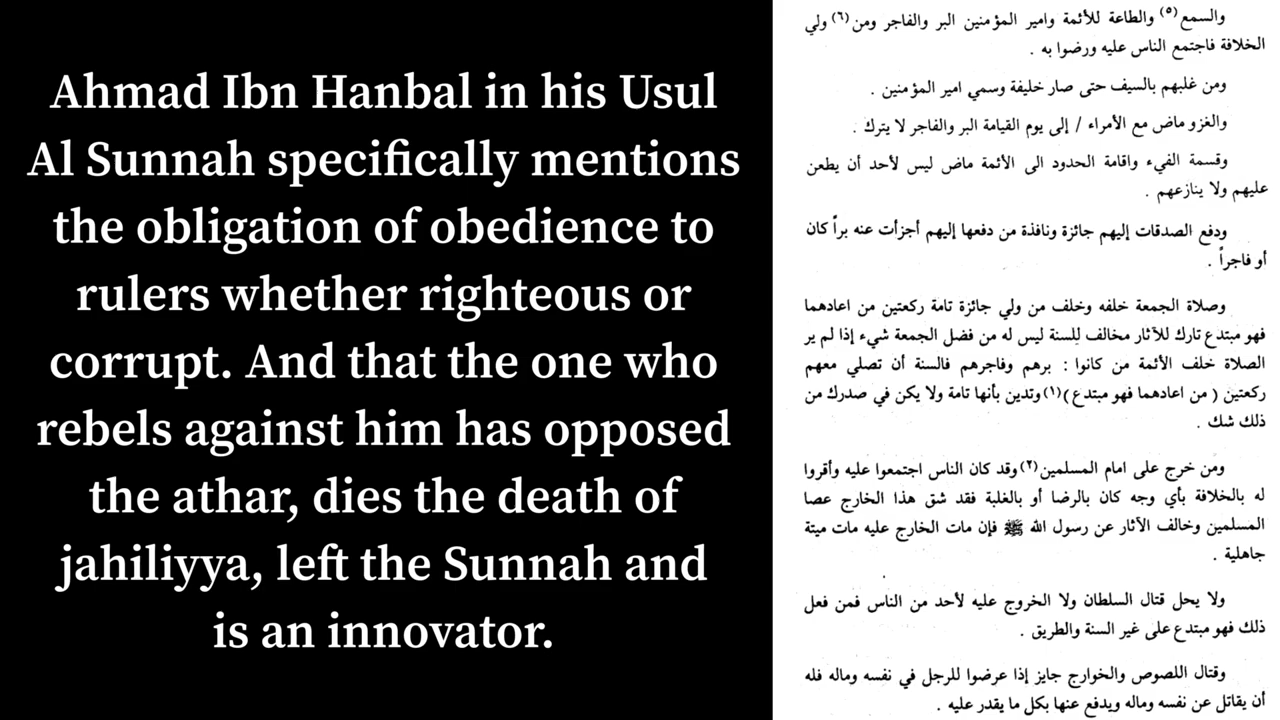 Ahmad Ibn Hanbal in his Usul
Al Sunnah specifically mentions
the obligation of obedience to
rulers whether righteous or
corrupt. And that the one who
rebels against him has opposed
the athar, dies the death of
jahiliyya, left the Sunnah and
is an innovator.
والسمع (٥) والطاعة للأئمة وامير المؤمنين البر والفاجر ومن (٦) ولي
الخلافة فاجتمع الناس عليه ورضوا به .
ومن غلبهم بالسيف حتى صار خليفة وسمي امير المؤمنين .
والغزو ماض مع الأمراء / إلى يوم القيامة البر والفاجر لا يترك .
وقسمة الفيء واقامة الحدود الى الأئمة ماض ليس لأحد أن يطعن
عليهم ولا ينازعهم .
ودفع الصدقات إليهم جائزة ونافذة من دفعها إليهم أجزأت عنه براً كان
أو فاجراً .
وصلاة الجمعة خلفه وخلف من ولي جائزة تامة ركعتين من اعادهما
فهو مبتدع تارك للآثار مخالف للسنة ليس له من فضل الجمعة شيء إذا لم ير
الصلاة خلف الأئمة من كانوا : برهم وفاجرهم فالسنة أن تصلي معهم
ركعتين ( من اعادهما فهو مبتدع ) (١) وتدين بأنها تامة ولا يكن في صدرك من
ذلك شك .
ومن خرج على امام المسلمين (٢) وقد كان الناس اجتمعوا عليه وأقروا
له بالخلافة بأي وجه كان بالرضا أو بالغلبة فقد شق هذا الخارج عصا
المسلمين وخالف الآثار عن رسول الله ﷺ فإن مات الخارج عليه مات ميتة
جاهلية .
ولا يحل قتال السلطان ولا الخروج عليه لأحد من الناس فمن فعل
ذلك فهو مبتدع على غير السنة والطريق .
وقتال اللصوص والخوارج جايز إذا عرضوا للرجل في نفسه وماله فله
أن يقاتل عن نفسه وماله ويدفع عنها بكل ما يقدر عليه .